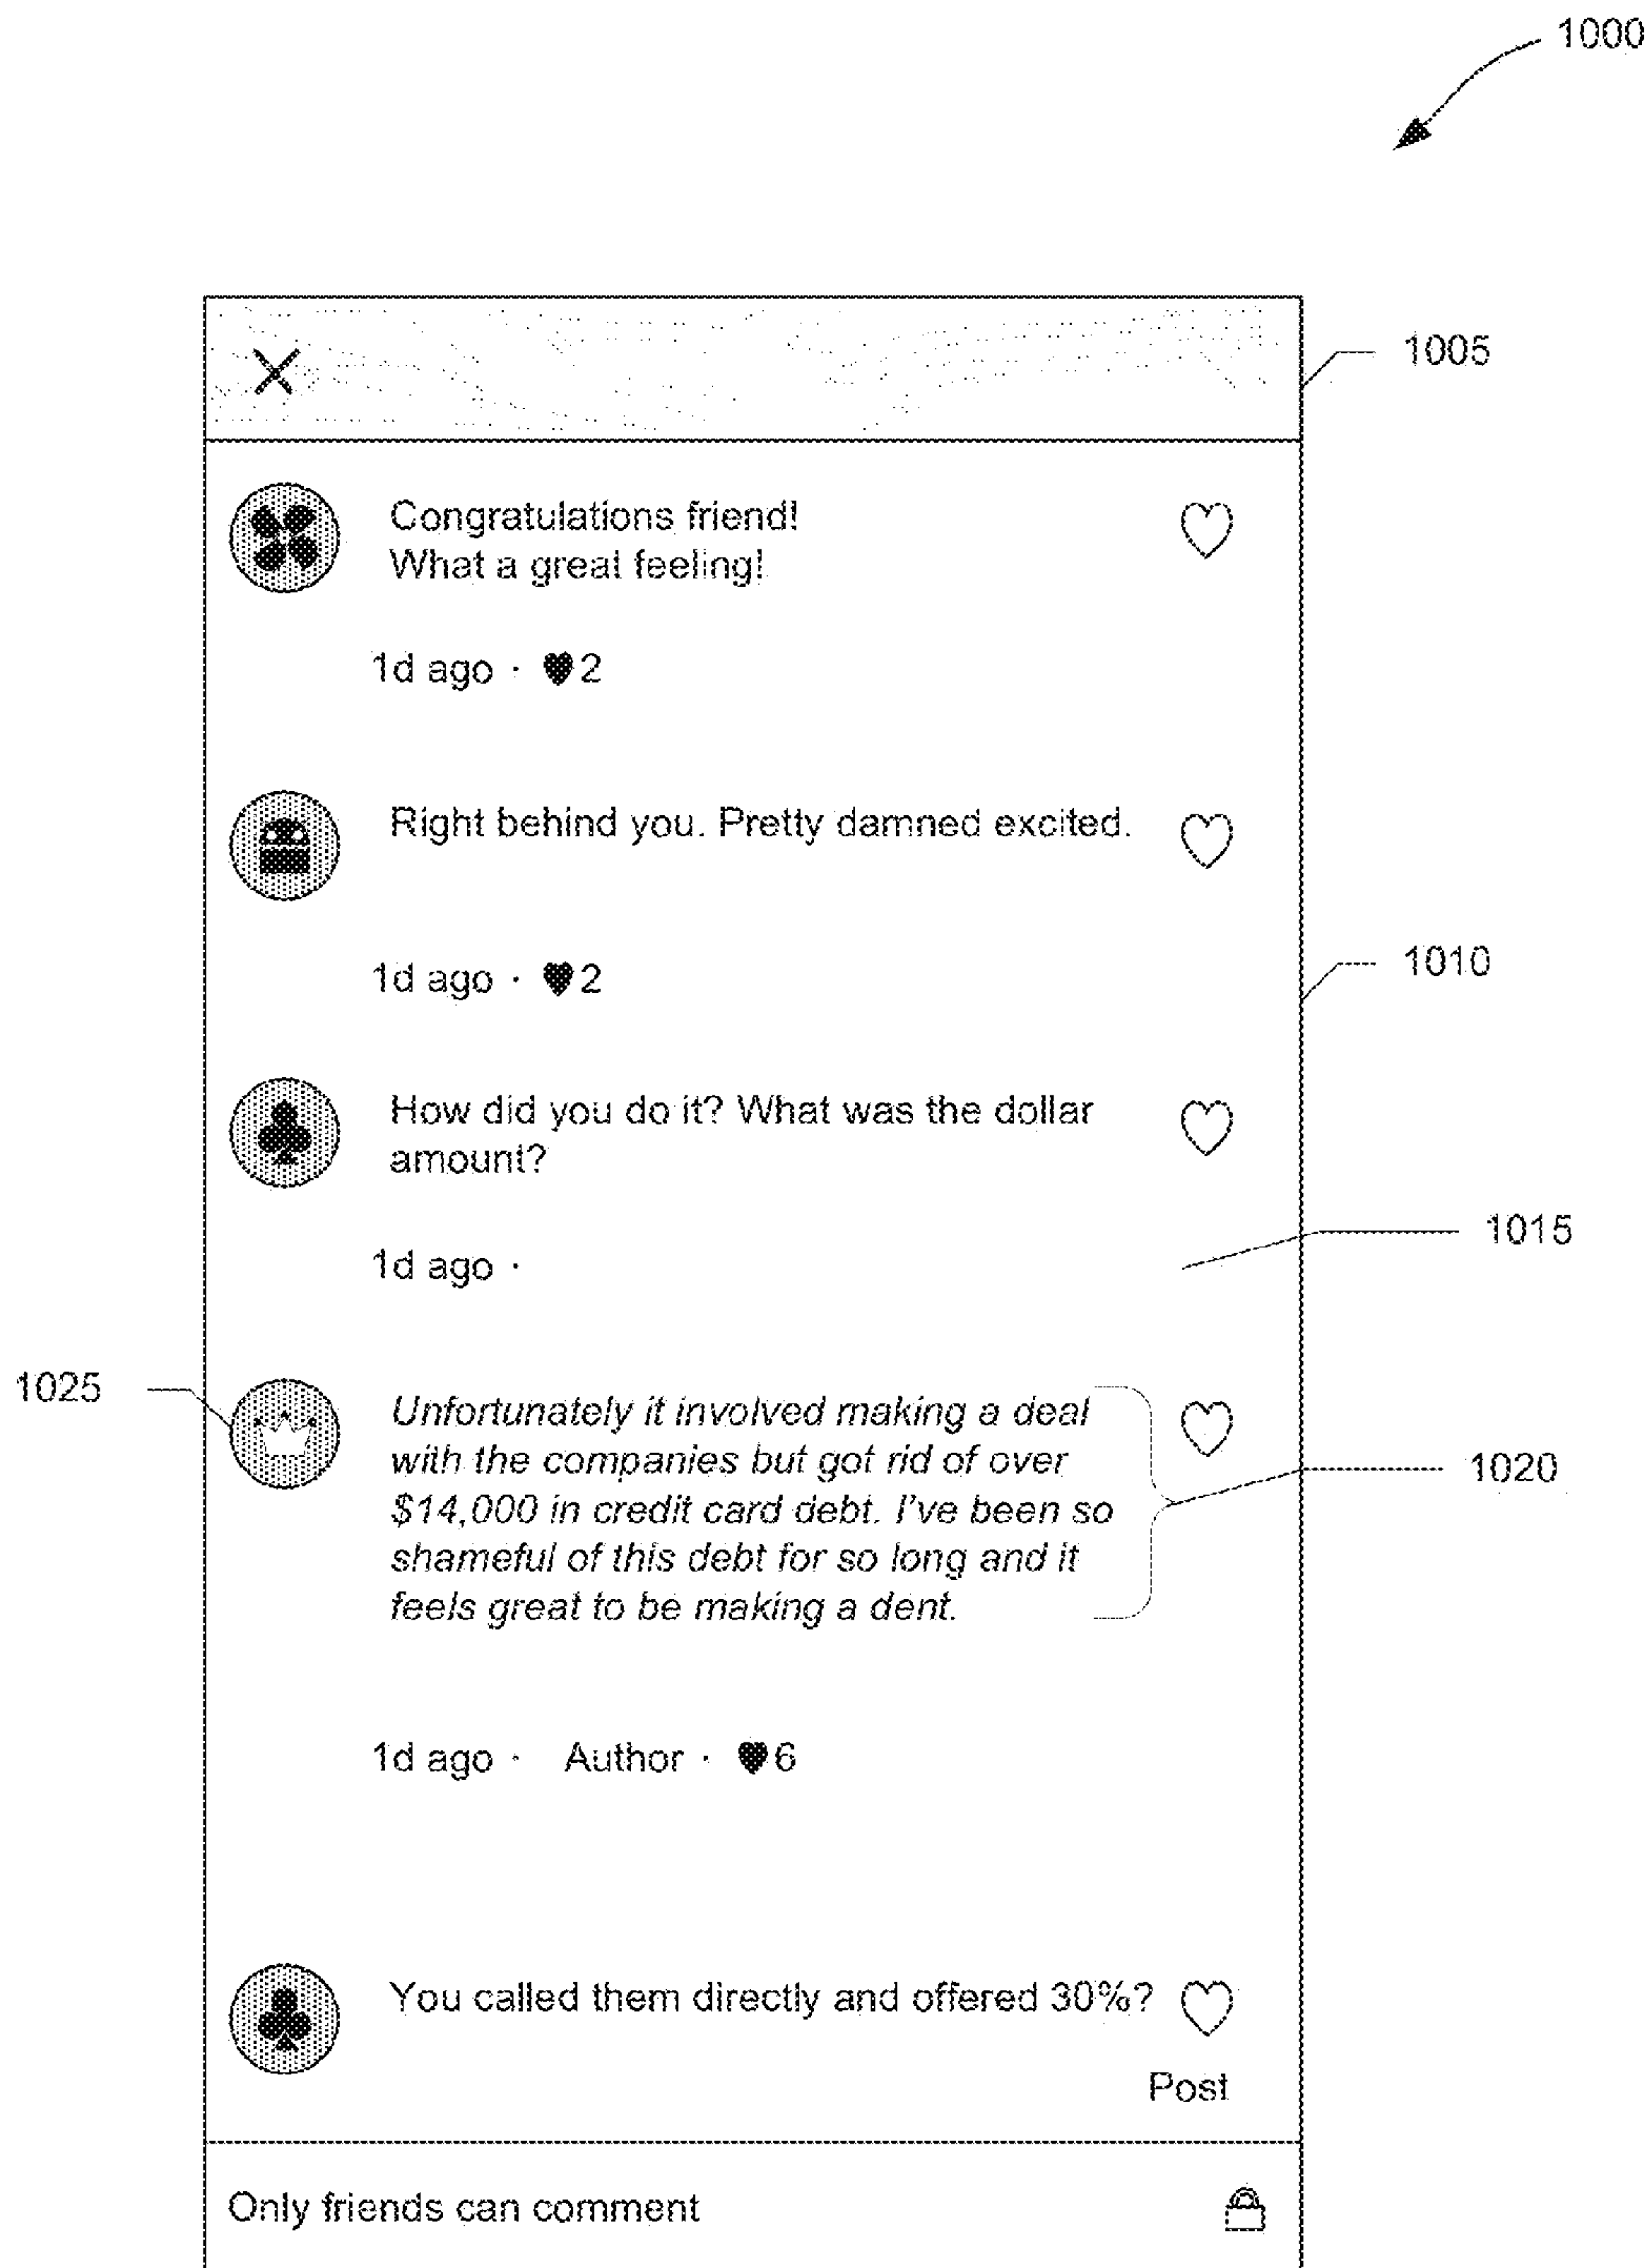 1000
1005
Congratulations friend!
What a great feeling!
1d ago · ♥2
Right behind you. Pretty damned excited.
1010
1d ago · ♥2
How did you do it? What was the dollar
amount?
1015
1d ago ·
1025
Unfortunately it involved making a deal
with the companies but got rid of over
1020
$14,000 in credit card debt. I've been so
shameful of this debt for so long and it
feels great to be making a dent.
1d ago · Author · ♥6
You called them directly and offered 30%?
Post
Only friends can comment